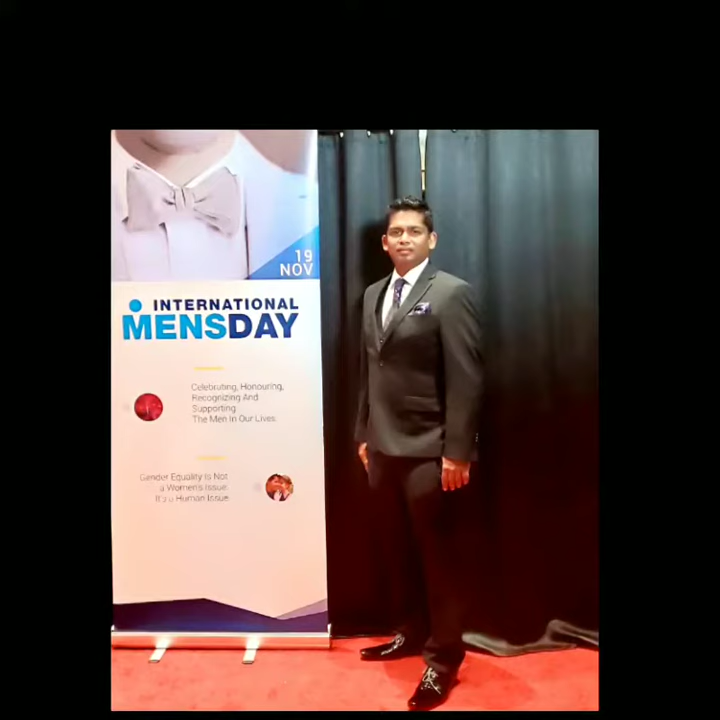 19
NOV
INTERNATIONAL
MENSDAY
Celebrating, Honouring,
Recognizing And
Supporting
The Men In Our Lives.
Gender Equality Is Not
a Women's Issue.
It's a Human Issue